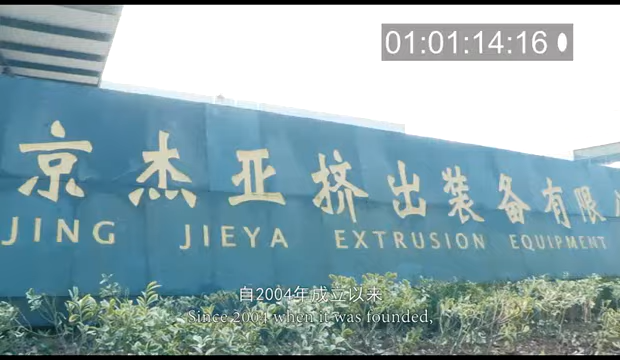 01:01:14:16
京杰亚挤出装备有限
JING JIEYA EXTRUSION EQUIPMENT
自2004年成立以来
Since 2004 when it was founded,